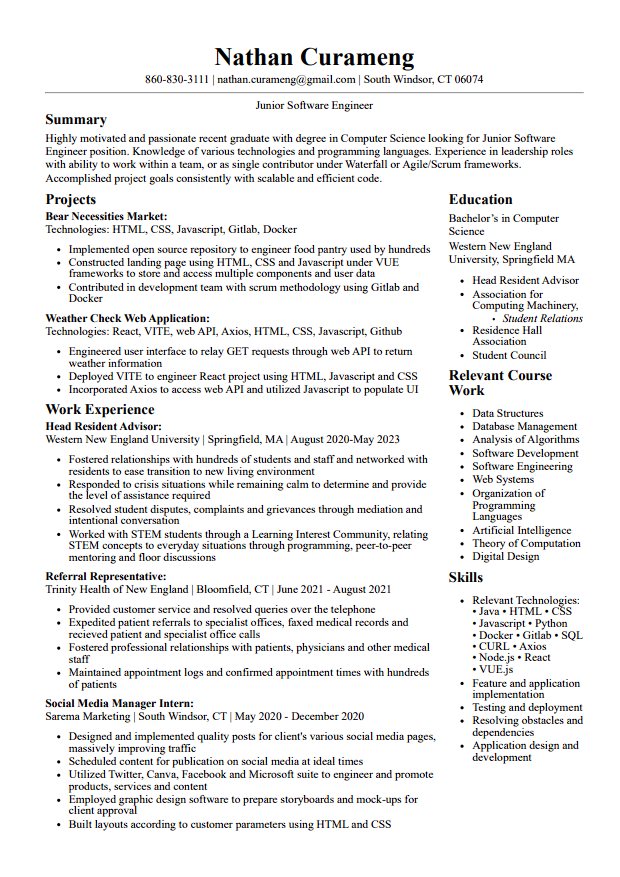 Nathan Curameng
860-830-3111 | nathan.curameng@gmail.com | South Windsor, CT 06074
Junior Software Engineer
Summary
Highly motivated and passionate recent graduate with degree in Computer Science looking for Junior Software
Engineer position. Knowledge of various technologies and programming languages. Experience in leadership roles
with ability to work within a team, or as single contributor under Waterfall or Agile/Scrum frameworks.
Accomplished project goals consistently with scalable and efficient code.
Projects
Bear Necessities Market:
Technologies: HTML, CSS, Javascript, Gitlab, Docker
• Implemented open source repository to engineer food pantry used by hundreds
• Constructed landing page using HTML, CSS and Javascript under VUE
frameworks to store and access multiple components and user data
• Contributed in development team with scrum methodology using Gitlab and
Docker
Weather Check Web Application:
Technologies: React, VITE, web API, Axios, HTML, CSS, Javascript, Github
• Engineered user interface to relay GET requests through web API to return
weather information
• Deployed VITE to engineer React project using HTML, Javascript and CSS
• Incorporated Axios to access web API and utilized Javascript to populate UI
Work Experience
Head Resident Advisor:
Western New England University | Springfield, MA | August 2020-May 2023
• Fostered relationships with hundreds of students and staff and networked with
residents to ease transition to new living environment
• Responded to crisis situations while remaining calm to determine and provide
the level of assistance required
• Resolved student disputes, complaints and grievances through mediation and
intentional conversation
• Worked with STEM students through a Learning Interest Community, relating
STEM concepts to everyday situations through programming, peer-to-peer
mentoring and floor discussions
Referral Representative:
Trinity Health of New England | Bloomfield, CT | June 2021 - August 2021
• Provided customer service and resolved queries over the telephone
• Expedited patient referrals to specialist offices, faxed medical records and
recieved patient and specialist office calls
• Fostered professional relationships with patients, physicians and other medical
staff
• Maintained appointment logs and confirmed appointment times with hundreds
of patients
Social Media Manager Intern:
Sarema Marketing | South Windsor, CT | May 2020 - December 2020
• Designed and implemented quality posts for client's various social media pages,
massively improving traffic
• Scheduled content for publication on social media at ideal times
• Utilized Twitter, Canva, Facebook and Microsoft suite to engineer and promote
products, services and content
• Employed graphic design software to prepare storyboards and mock-ups for
client approval
• Built layouts according to customer parameters using HTML and CSS
Education
Bachelor’s in Computer
Science
Western New England
University, Springfield MA
• Head Resident Advisor
• Association for
Computing Machinery,
• Student Relations
• Residence Hall
Association
• Student Council
Relevant Course
Work
• Data Structures
• Database Management
• Analysis of Algorithms
• Software Development
• Software Engineering
• Web Systems
• Organization of
Programming
Languages
• Artificial Intelligence
• Theory of Computation
• Digital Design
Skills
• Relevant Technologies:
• Java • HTML • CSS
• Javascript • Python
• Docker • Gitlab • SQL
• CURL • Axios
• Node.js • React
• VUE.js
• Feature and application
implementation
• Testing and deployment
• Resolving obstacles and
dependencies
• Application design and
development